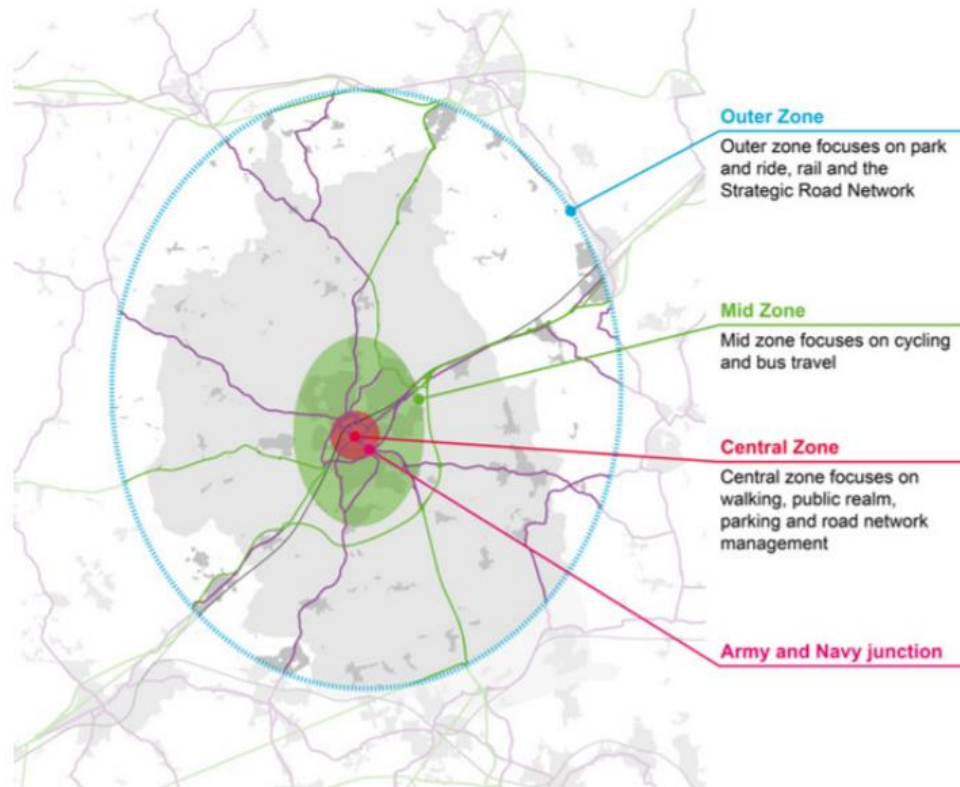 Outer Zone
Outer zone focuses on park
and ride, rail and the
Strategic Road Network
Mid Zone
Mid zone focuses on cycling
and bus travel
Central Zone
Central zone focuses on
walking, public realm,
parking and road network
management
Army and Navy junction